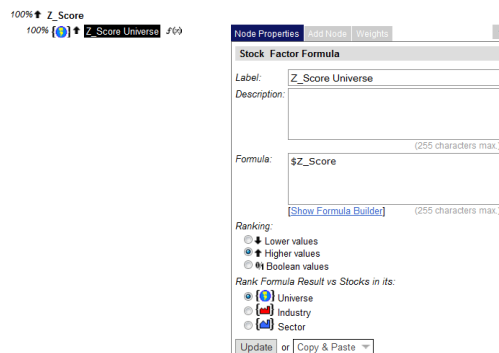 100% Z_Score
100% Z_Score Universe f(x)
Node Properties Add Node Weights
Stock Factor Formula
Label: Z_Score Universe
Description:
(255 characters max.)
Formula: $Z_Score
[Show Formula Builder] (255 characters max.)
Ranking:
Lower values
Higher values
0/1 Boolean values
Rank Formula Result vs Stocks in its:
Universe
Industry
Sector
Update or Copy & Paste